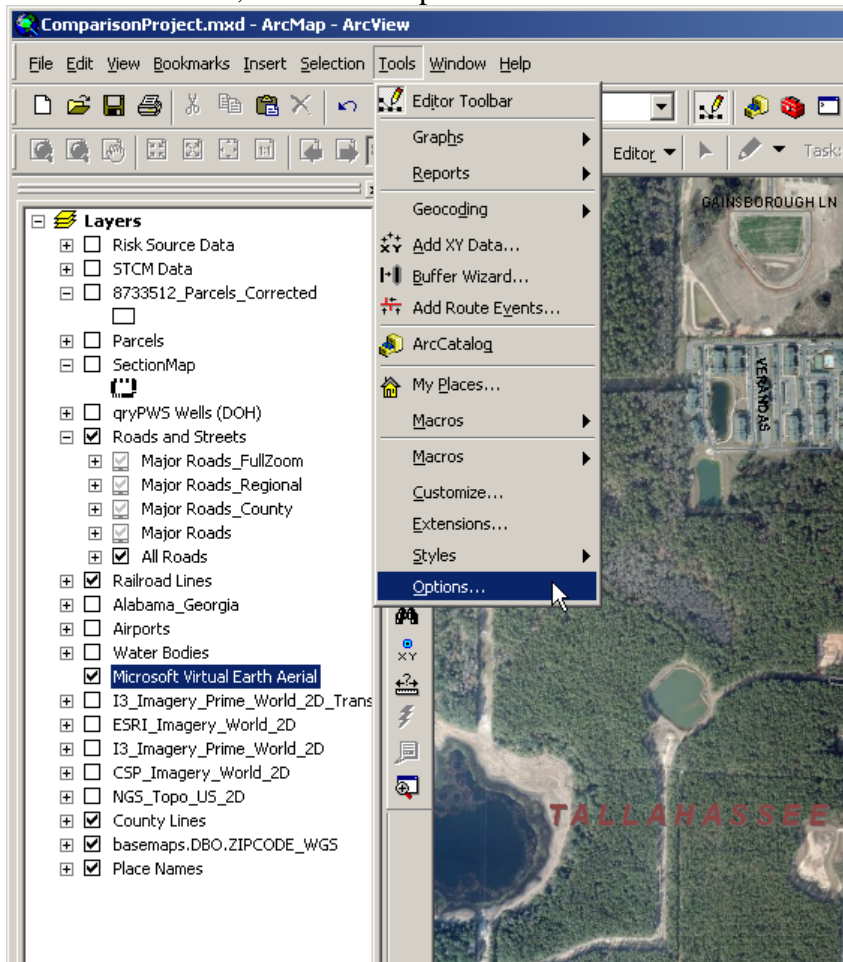 ComparisonProject.mxd - ArcMap - ArcView
File Edit View Bookmarks Insert Selection Tools Window Help
Editor Toolbar
Graphs
Reports
Geocoding
Add XY Data...
Buffer Wizard...
Add Route Events...
ArcCatalog
My Places...
Macros
Macros
Customize...
Extensions...
Styles
Options...
1:1
Editor
Task:
Layers
Risk Source Data
STCM Data
8733512_Parcels_Corrected
Parcels
SectionMap
qryPWS Wells (DOH)
Roads and Streets
Major Roads_FullZoom
Major Roads_Regional
Major Roads_County
Major Roads
All Roads
Railroad Lines
Alabama_Georgia
Airports
Water Bodies
Microsoft Virtual Earth Aerial
I3_Imagery_Prime_World_2D_Trans
ESRI_Imagery_World_2D
I3_Imagery_Prime_World_2D
CSP_Imagery_World_2D
NGS_Topo_US_2D
County Lines
basemaps.DBO.ZIPCODE_WGS
Place Names
XY
GAINSBOROUGH LN
VERANDAS
TALLAHASSEE